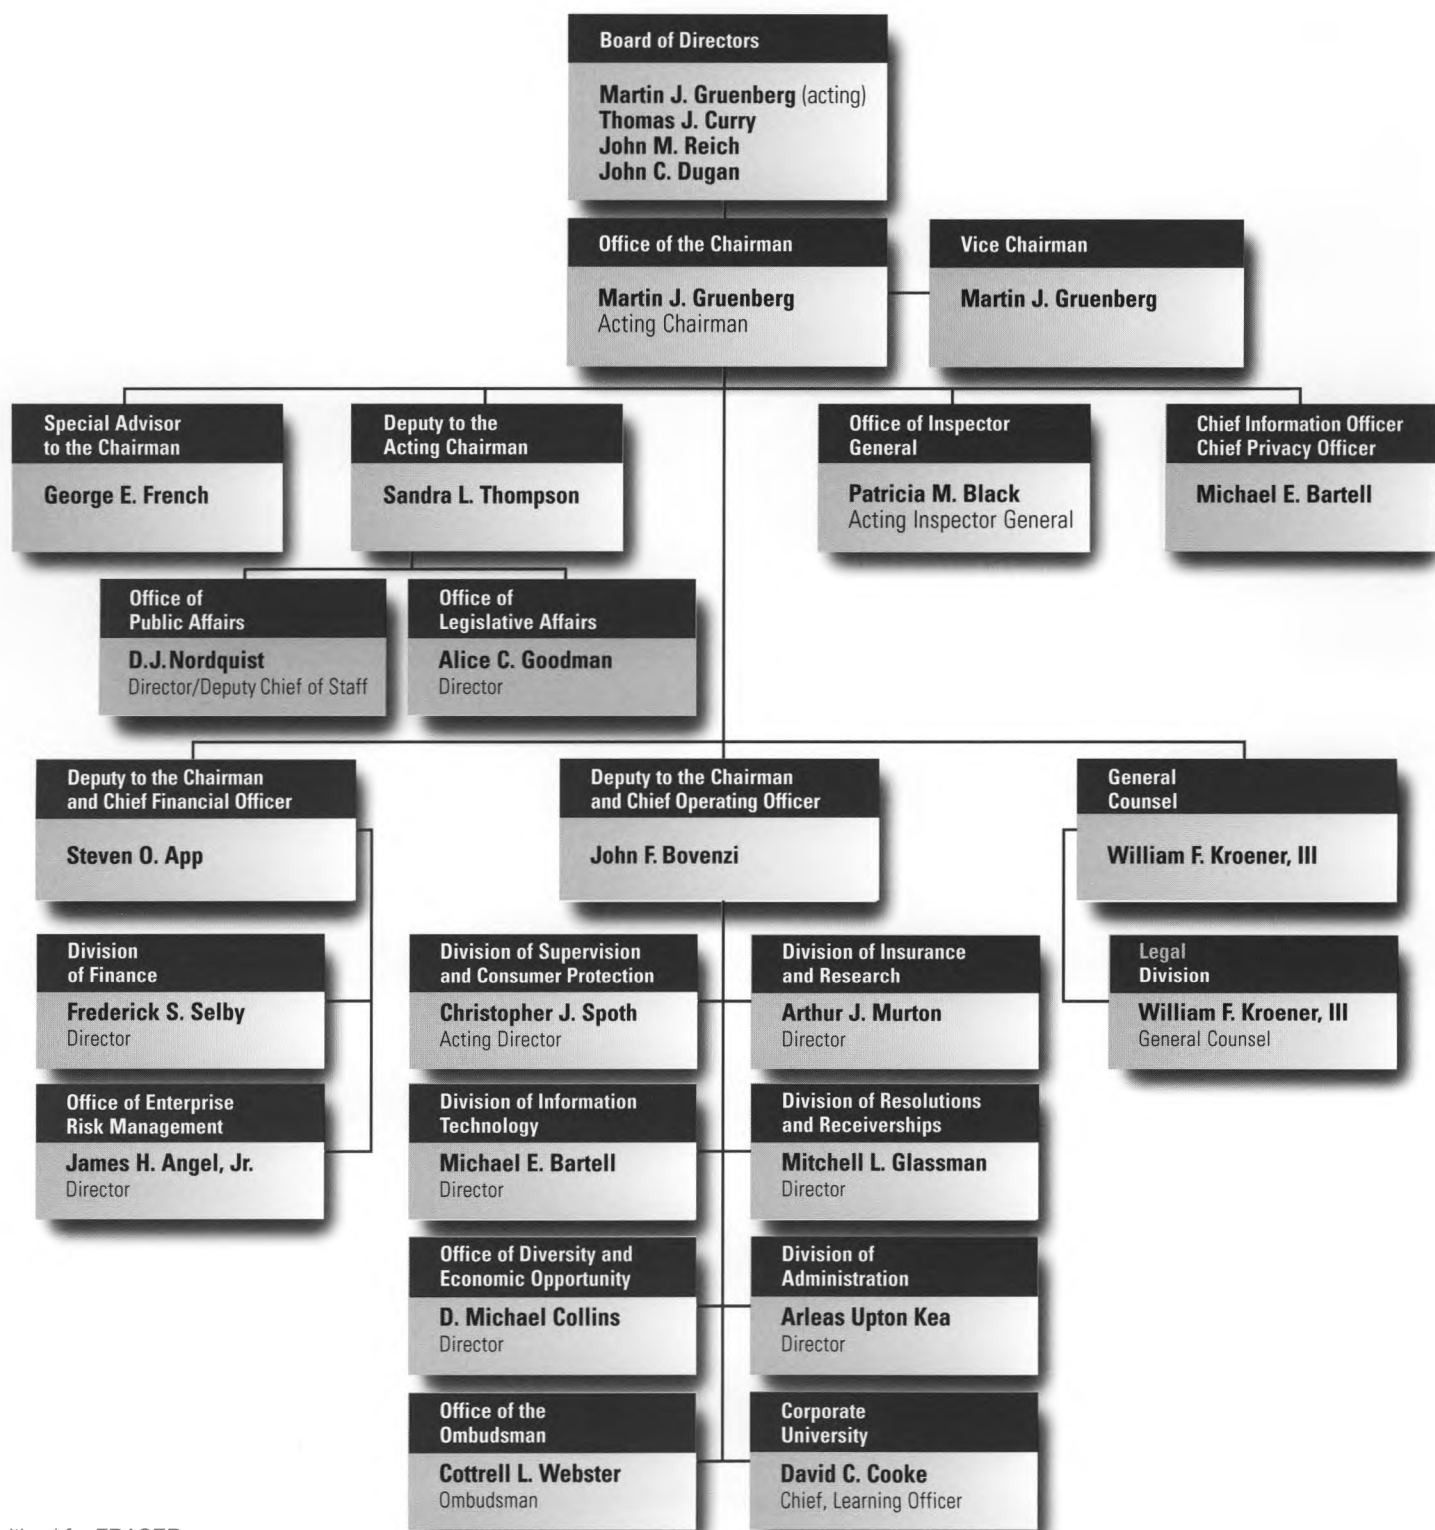 Board of Directors
Martin J. Gruenberg (acting)
Thomas J. Curry
John M. Reich
John C. Dugan
Office of the Chairman
Martin J. Gruenberg
Acting Chairman
Vice Chairman
Martin J. Gruenberg
Special Advisor
to the Chairman
George E. French
Deputy to the
Acting Chairman
Sandra L. Thompson
Office of Inspector
General
Patricia M. Black
Acting Inspector General
Chief Information Officer
Chief Privacy Officer
Michael E. Bartell
Office of
Public Affairs
D.J. Nordquist
Director/Deputy Chief of Staff
Office of
Legislative Affairs
Alice C. Goodman
Director
Deputy to the Chairman
and Chief Financial Officer
Steven O. App
Deputy to the Chairman
and Chief Operating Officer
John F. Bovenzi
General
Counsel
William F. Kroener, III
Division
of Finance
Frederick S. Selby
Director
Division of Supervision
and Consumer Protection
Christopher J. Spoth
Acting Director
Division of Insurance
and Research
Arthur J. Murton
Director
Legal
Division
William F. Kroener, III
General Counsel
Office of Enterprise
Risk Management
James H. Angel, Jr.
Director
Division of Information
Technology
Michael E. Bartell
Director
Division of Resolutions
and Receiverships
Mitchell L. Glassman
Director
Office of Diversity and
Economic Opportunity
D. Michael Collins
Director
Division of
Administration
Arleas Upton Kea
Director
Office of the
Ombudsman
Cottrell L. Webster
Ombudsman
Corporate
University
David C. Cooke
Chief, Learning Officer